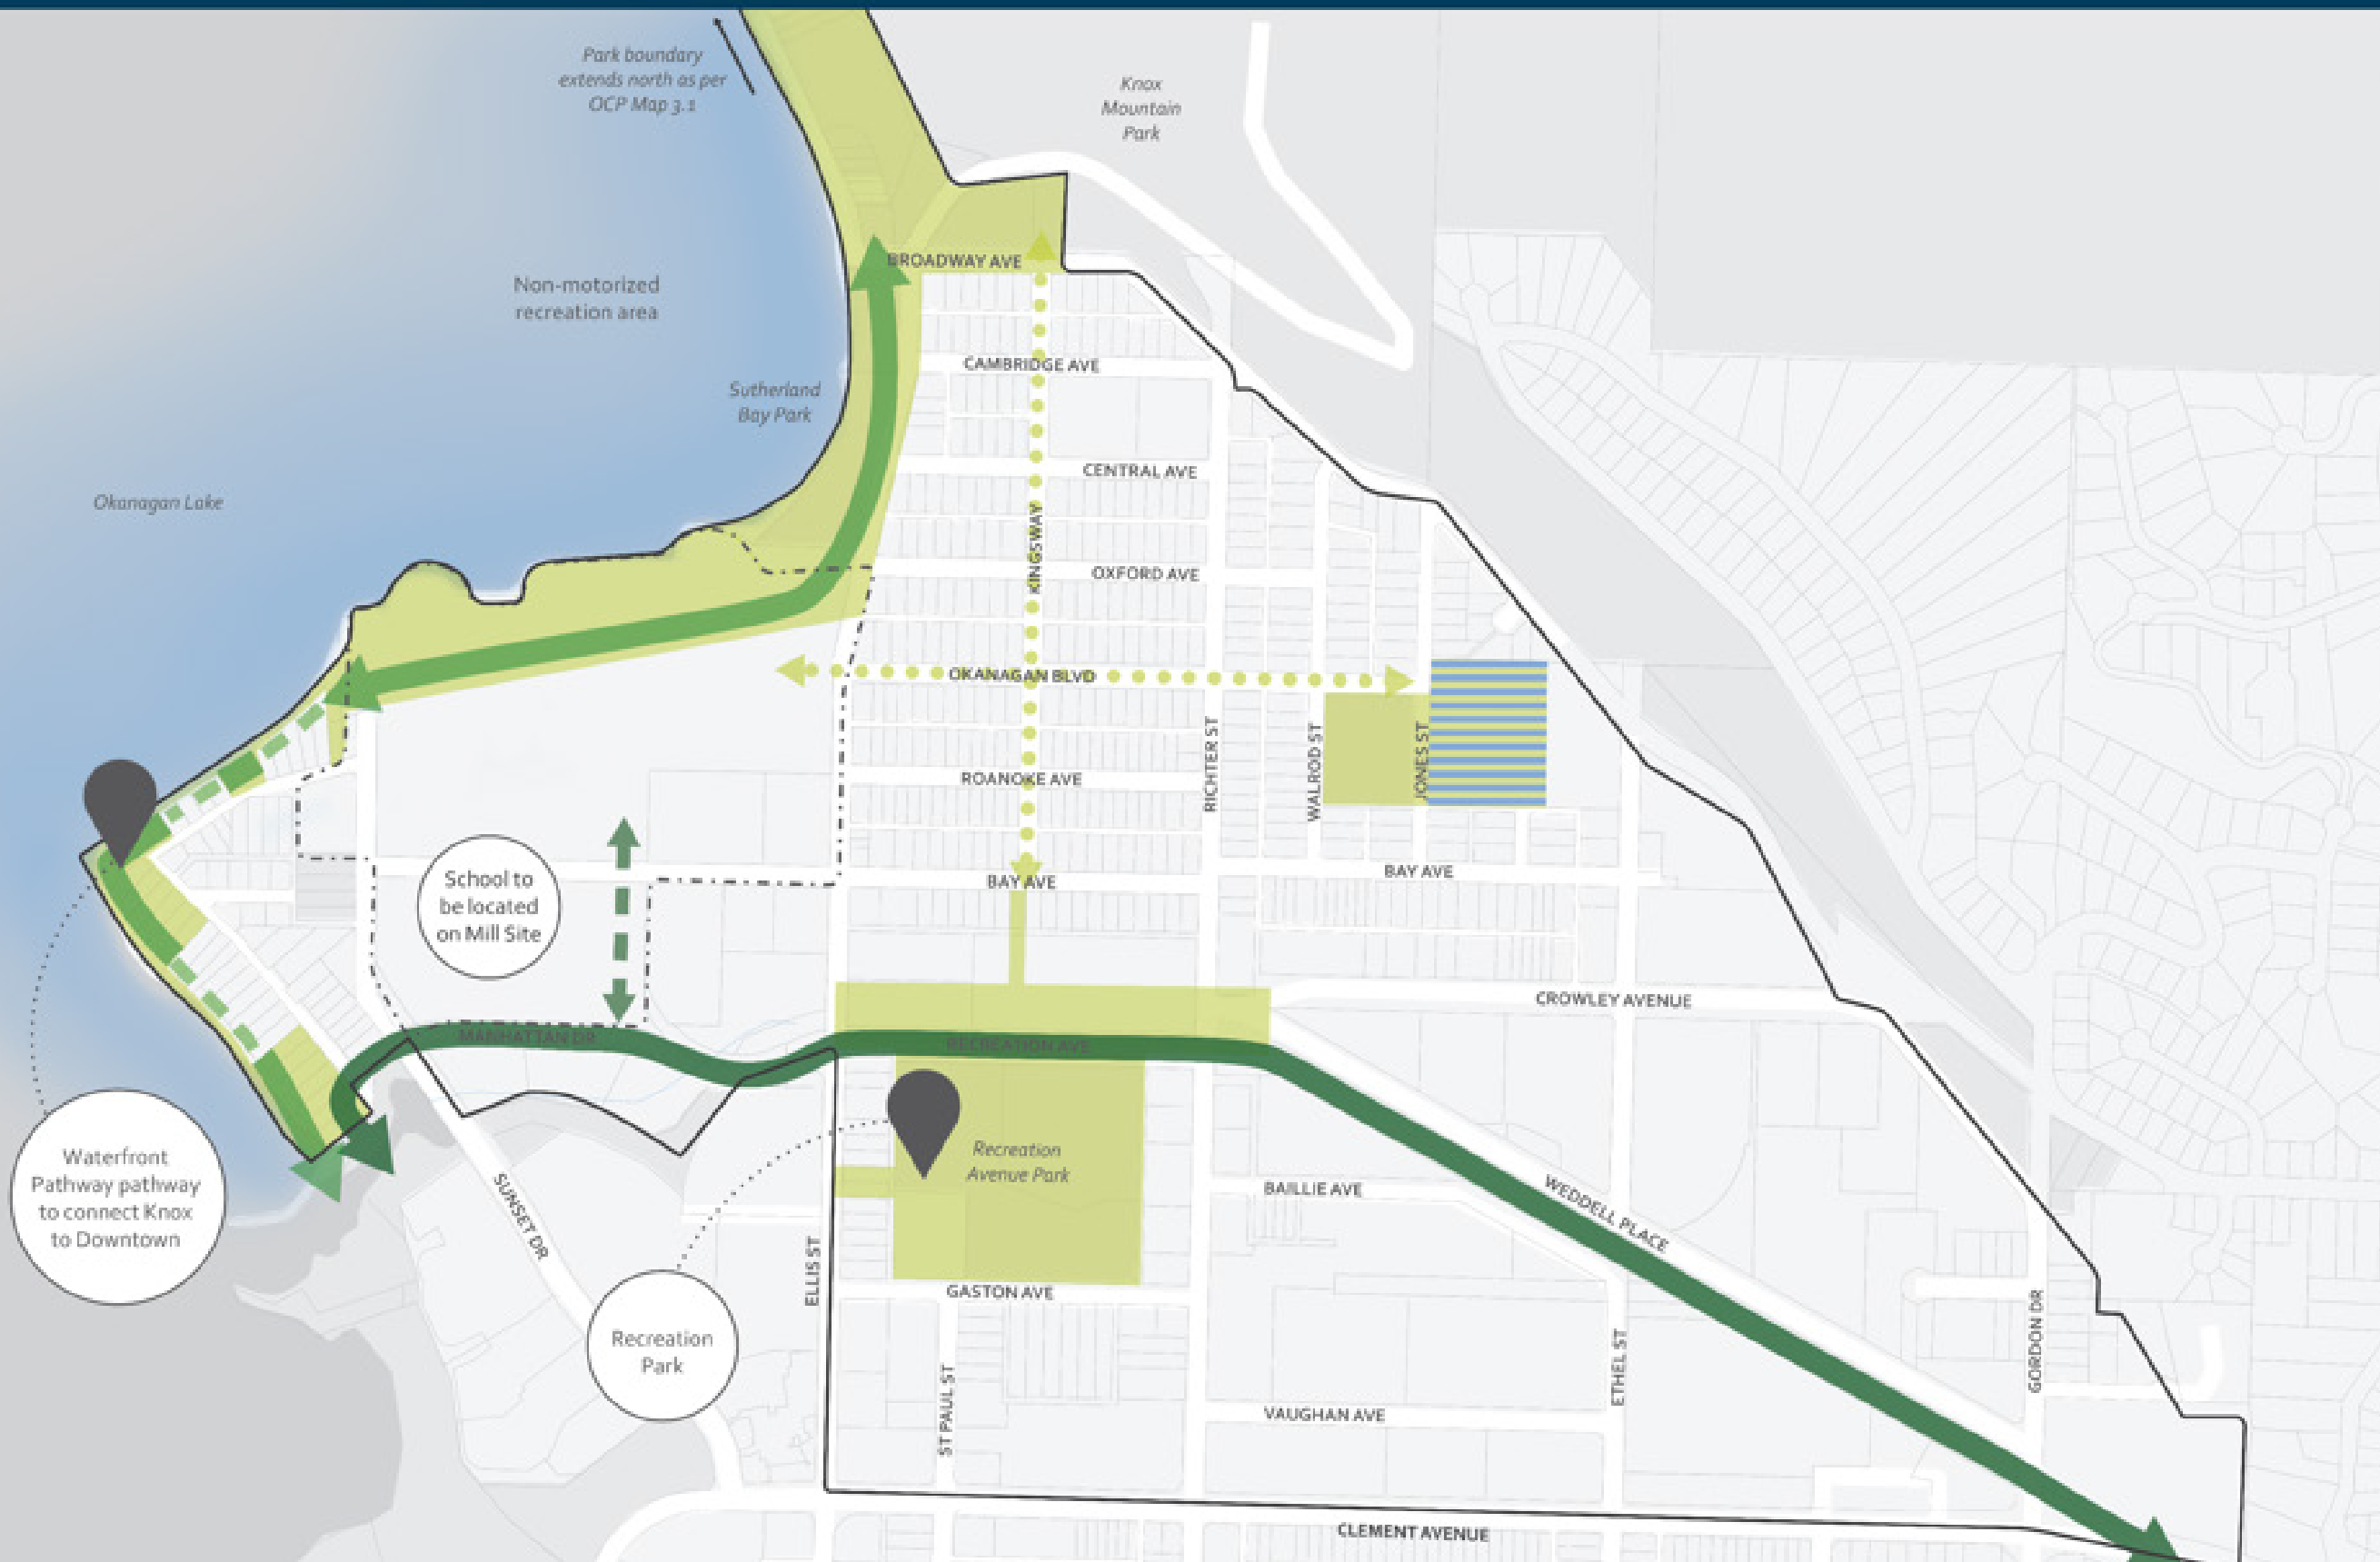 Park boundary
extends north as per
OCP Map 3.1
Knox
Mountain
Park
BROADWAY AVE
Non-motorized
recreation area
CAMBRIDGE AVE
Sutherland
Bay Park
CENTRAL AVE
Okanagan Lake
KINGSWAY
OXFORD AVE
OKANAGAN BLVD
RICHTER ST
WALROD ST
JONES ST
ROANOKE AVE
School to
be located
on Mill Site
BAY AVE
BAY AVE
CROWLEY AVENUE
MANHATTAN DR
RECREATION AVE
Waterfront
Pathway pathway
to connect Knox
to Downtown
Recreation
Avenue Park
SUNSET DR
BAILLIE AVE
WEDDELL PLACE
ELLIS ST
GASTON AVE
Recreation
Park
ST PAUL ST
ETHEL ST
GORDON DR
VAUGHAN AVE
CLEMENT AVENUE